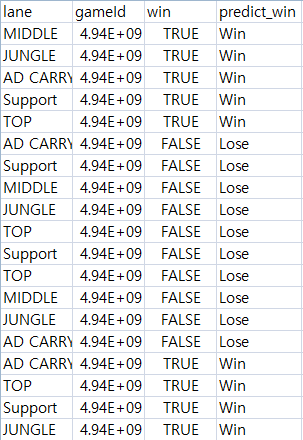 lane gameId win predict_win
MIDDLE 4.94E+09 TRUE Win
JUNGLE 4.94E+09 TRUE Win
AD CARRY 4.94E+09 TRUE Win
Support 4.94E+09 TRUE Win
TOP 4.94E+09 TRUE Win
AD CARRY 4.94E+09 FALSE Lose
Support 4.94E+09 FALSE Lose
MIDDLE 4.94E+09 FALSE Lose
JUNGLE 4.94E+09 FALSE Lose
TOP 4.94E+09 FALSE Lose
Support 4.94E+09 FALSE Lose
TOP 4.94E+09 FALSE Lose
MIDDLE 4.94E+09 FALSE Lose
JUNGLE 4.94E+09 FALSE Lose
AD CARRY 4.94E+09 FALSE Lose
AD CARRY 4.94E+09 TRUE Win
TOP 4.94E+09 TRUE Win
Support 4.94E+09 TRUE Win
JUNGLE 4.94E+09 TRUE Win